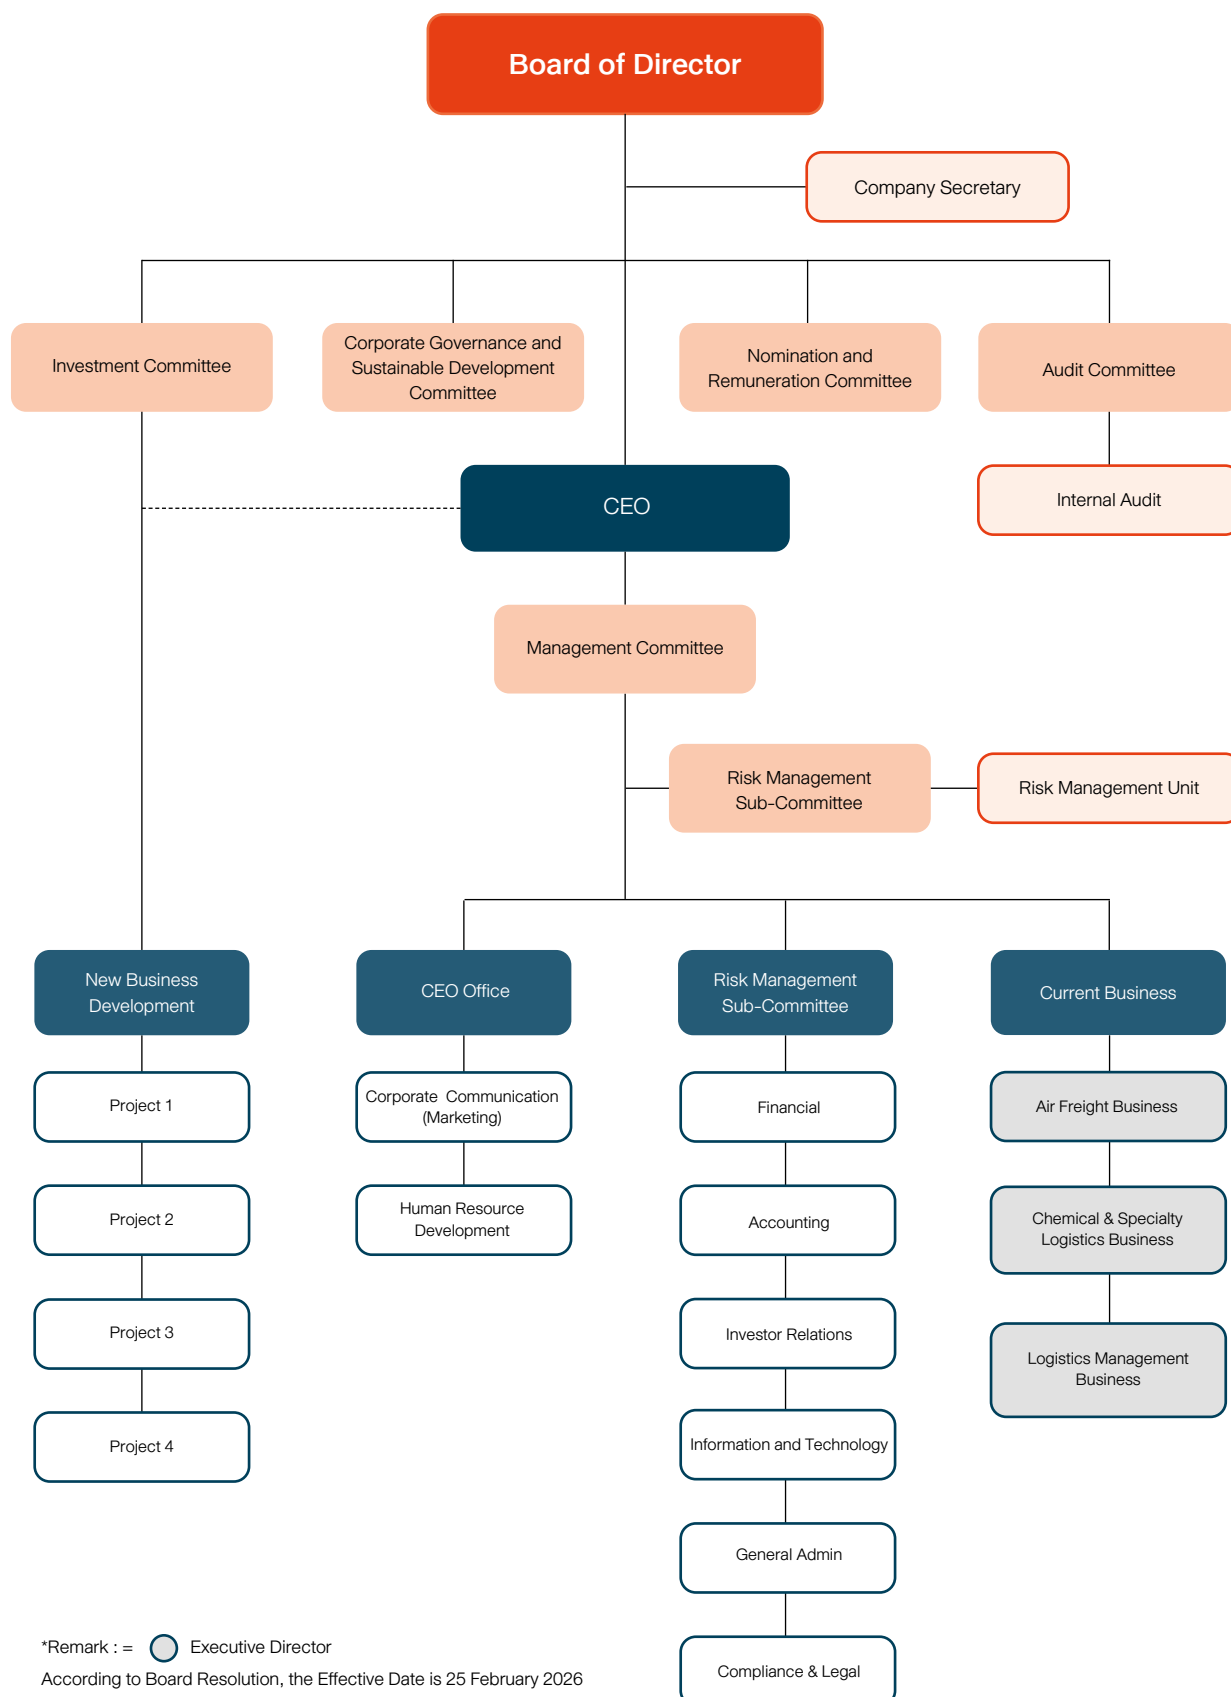 Board of Director
Company Secretary
Investment Committee
Corporate Governance and
Sustainable Development
Committee
Nomination and
Remuneration Committee
Audit Committee
Internal Audit
CEO
Management Committee
Risk Management
Sub-Committee
Risk Management Unit
New Business
Development
CEO Office
Risk Management
Sub-Committee
Current Business
Project 1
Corporate Communication
(Marketing)
Financial
Air Freight Business
Project 2
Human Resource
Development
Accounting
Chemical & Specialty
Logistics Business
Project 3
Investor Relations
Logistics Management
Business
Project 4
Information and Technology
General Admin
Compliance & Legal
*Remark : = Executive Director
According to Board Resolution, the Effective Date is 25 February 2026